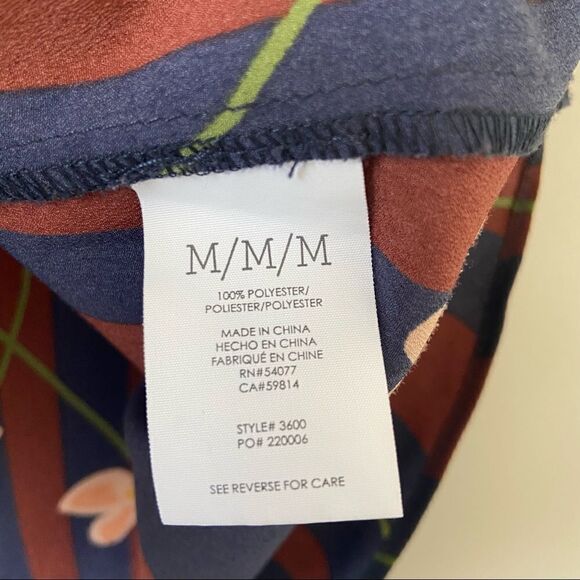 M/M/M
100% POLYESTER/
POLIESTER/POLYESTER
MADE IN CHINA
HECHO EN CHINA
FABRIQUÉ EN CHINE
RN#54077
CA#59814
STYLE# 3600
PO# 220006
SEE REVERSE FOR CARE